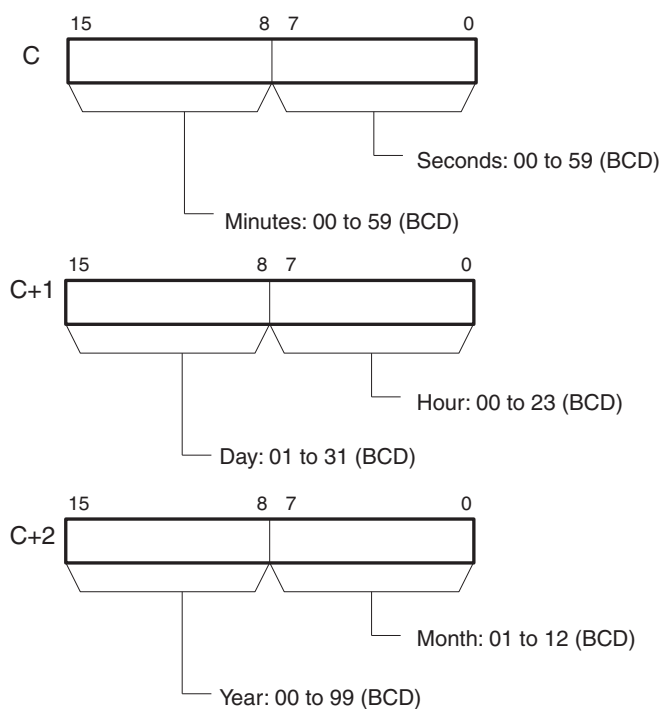 15 8 7 0
C
Seconds: 00 to 59 (BCD)
Minutes: 00 to 59 (BCD)
15 8 7 0
C+1
Hour: 00 to 23 (BCD)
Day: 01 to 31 (BCD)
15 8 7 0
C+2
Month: 01 to 12 (BCD)
Year: 00 to 99 (BCD)